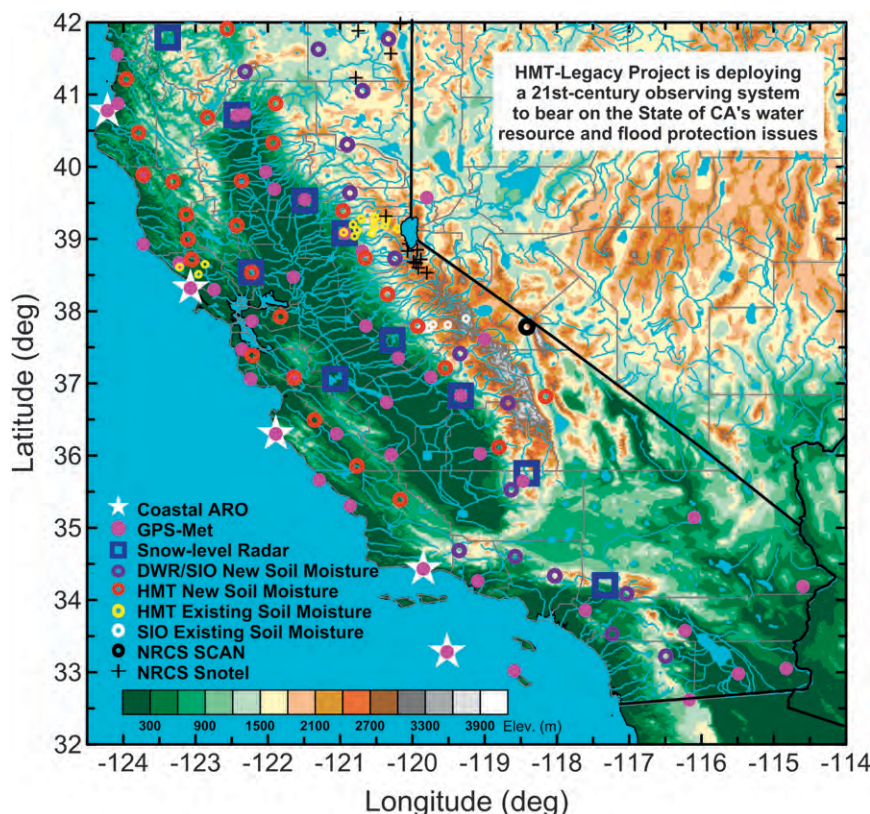 HMT-Legacy Project is deploying
a 21st-century observing system
to bear on the State of CA's water
resource and flood protection issues
42
41
40
39
38
37
36
35
34
33
32
Latitude (deg)
Coastal ARO
GPS-Met
Snow-level Radar
DWR/SIO New Soil Moisture
HMT New Soil Moisture
HMT Existing Soil Moisture
SIO Existing Soil Moisture
NRCS SCAN
NRCS Snotel
300 900 1500 2100 2700 3300 3900 Elev. (m)
-124 -123 -122 -121 -120 -119 -118 -117 -116 -115 -114
Longitude (deg)